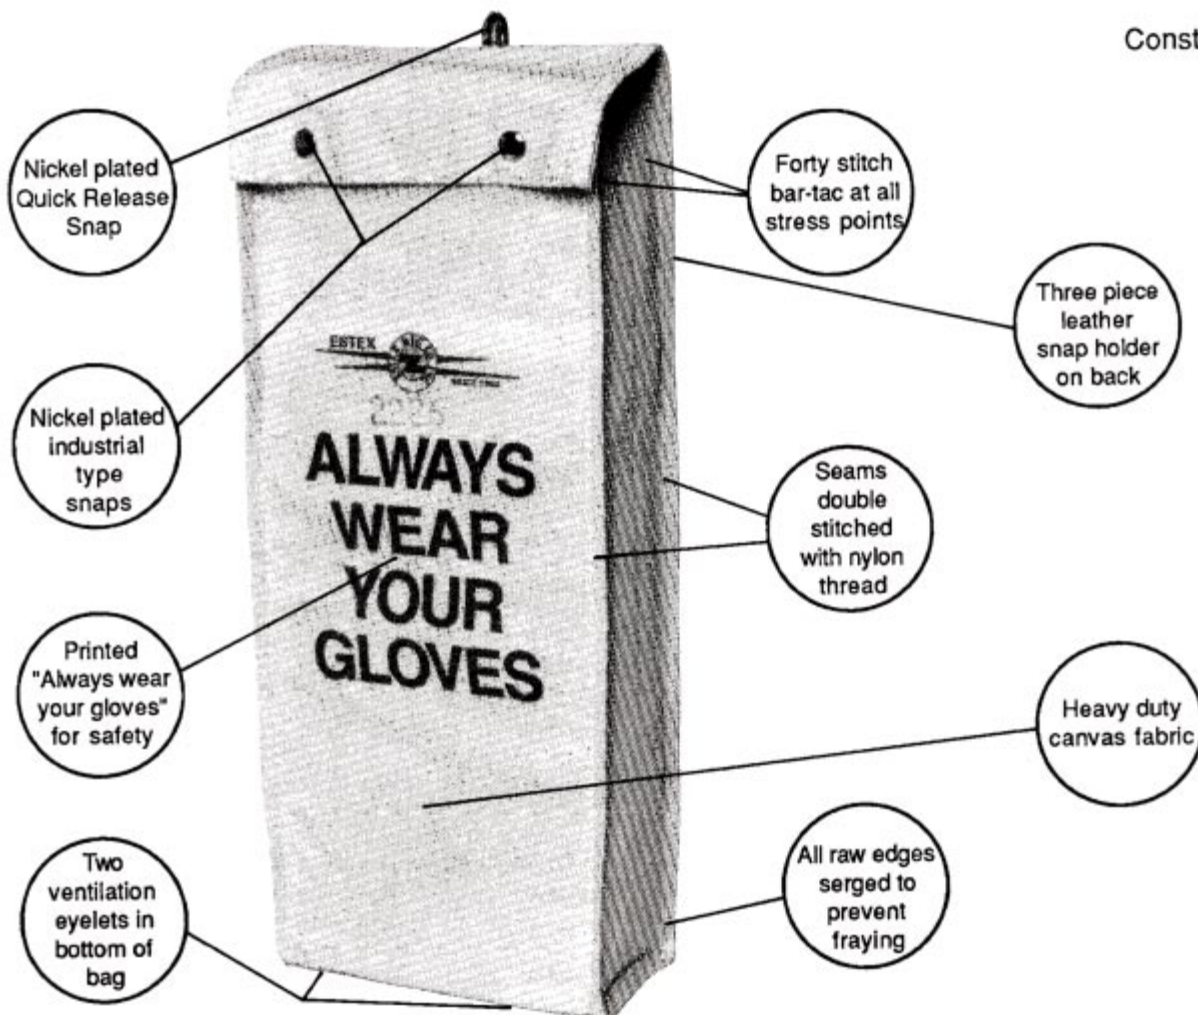 Const
Nickel plated
Quick Release
Snap
Forty stitch
bar-tac at all
stress points
Three piece
leather
snap holder
on back
ESTEX
2225
Nickel plated
industrial
type
snaps
ALWAYS
WEAR
YOUR
GLOVES
Seams
double
stitched
with nylon
thread
Printed
"Always wear
your gloves"
for safety
Heavy duty
canvas fabric
Two
ventilation
eyelets in
bottom of
bag
All raw edges
serged to
prevent
fraying